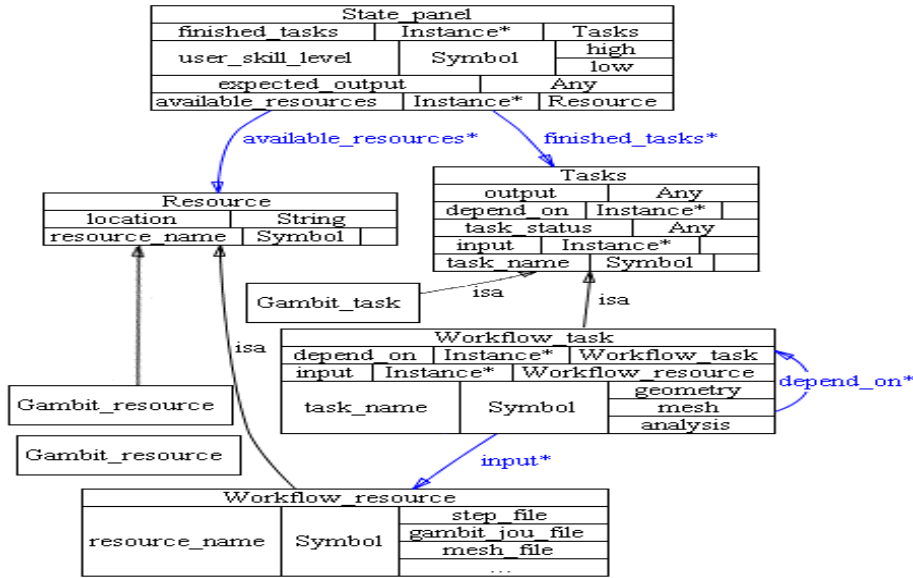 State_panel
finished_tasks Instance* Tasks
user_skill_level Symbol high
low
expected_output Any
available_resources Instance* Resource
available_resources* finished_tasks*
Resource
location String
resource_name Symbol
Tasks
output Any
depend_on Instance*
task_status Any
input Instance*
task_name Symbol
Gambit_task
isa
isa
isa
Workflow_task
depend_on Instance* Workflow_task
input Instance* Workflow_resource
task_name Symbol geometry
mesh
analysis
depend_on*
Gambit_resource
Gambit_resource
input*
Workflow_resource
resource_name Symbol step_file
gambit_jou_file
mesh_file
...